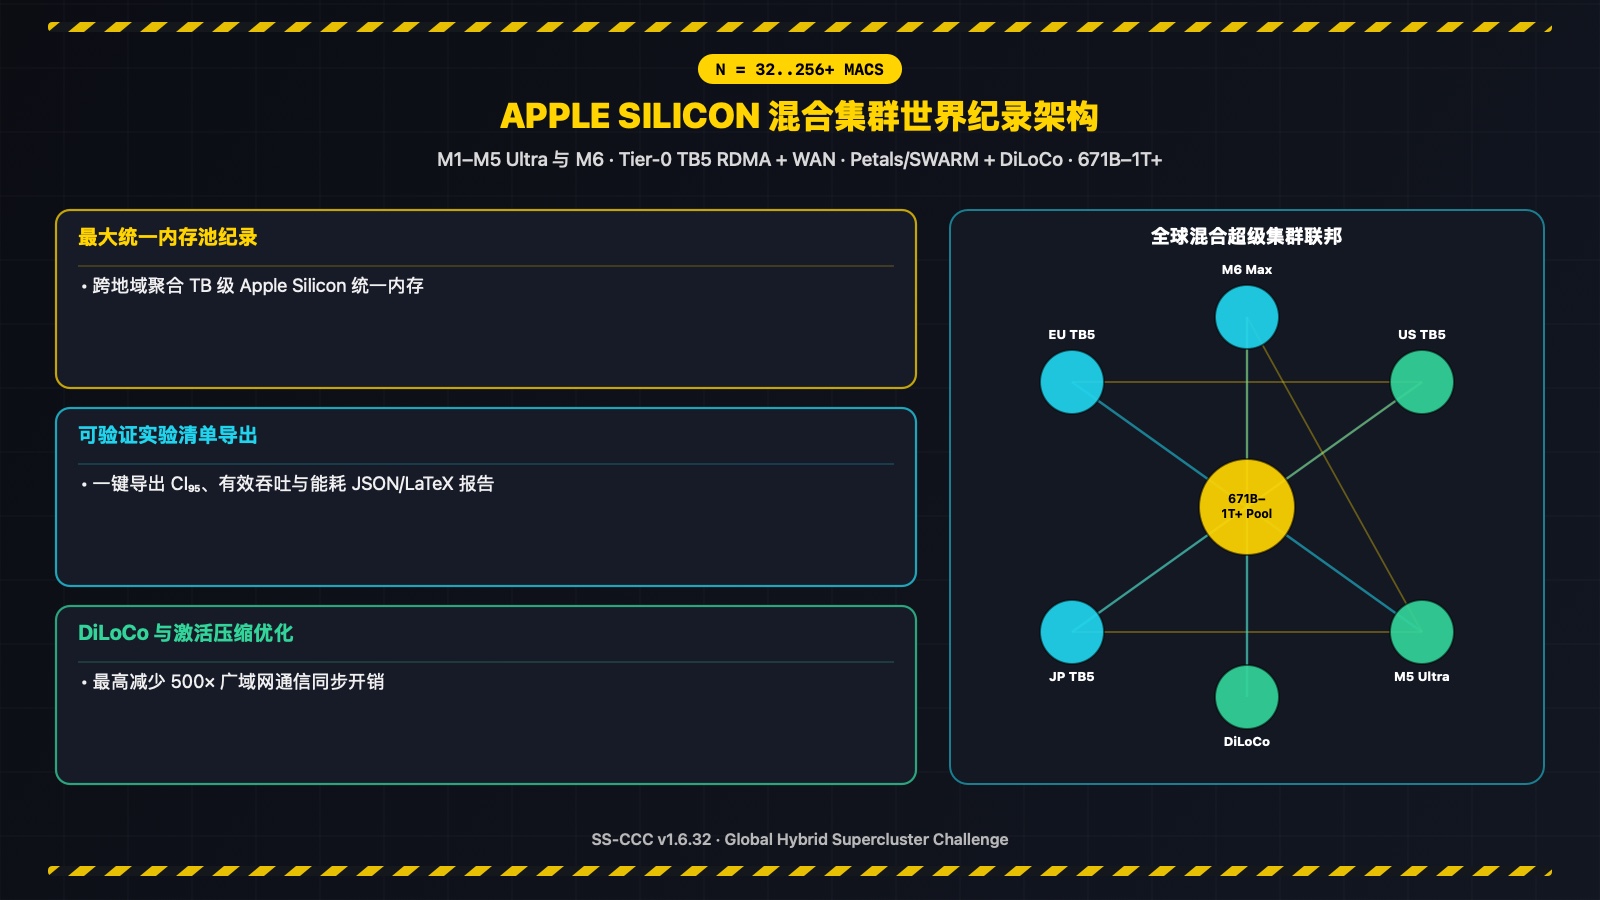 N = 32..256+ MACS
APPLE SILICON 混合集群世界纪录架构
M1–M5 Ultra 与 M6 · Tier-0 TB5 RDMA + WAN · Petals/SWARM + DiLoCo · 671B–1T+
最大统一内存池纪录
• 跨地域聚合 TB 级 Apple Silicon 统一内存
可验证实验清单导出
• 一键导出 CI₉₅、有效吞吐与能耗 JSON/LaTeX 报告
DiLoCo 与激活压缩优化
• 最高减少 500× 广域网通信同步开销
全球混合超级集群联邦
M6 Max
EU TB5
US TB5
671B–
1T+ Pool
JP TB5
M5 Ultra
DiLoCo
SS-CCC v1.6.32 · Global Hybrid Supercluster Challenge